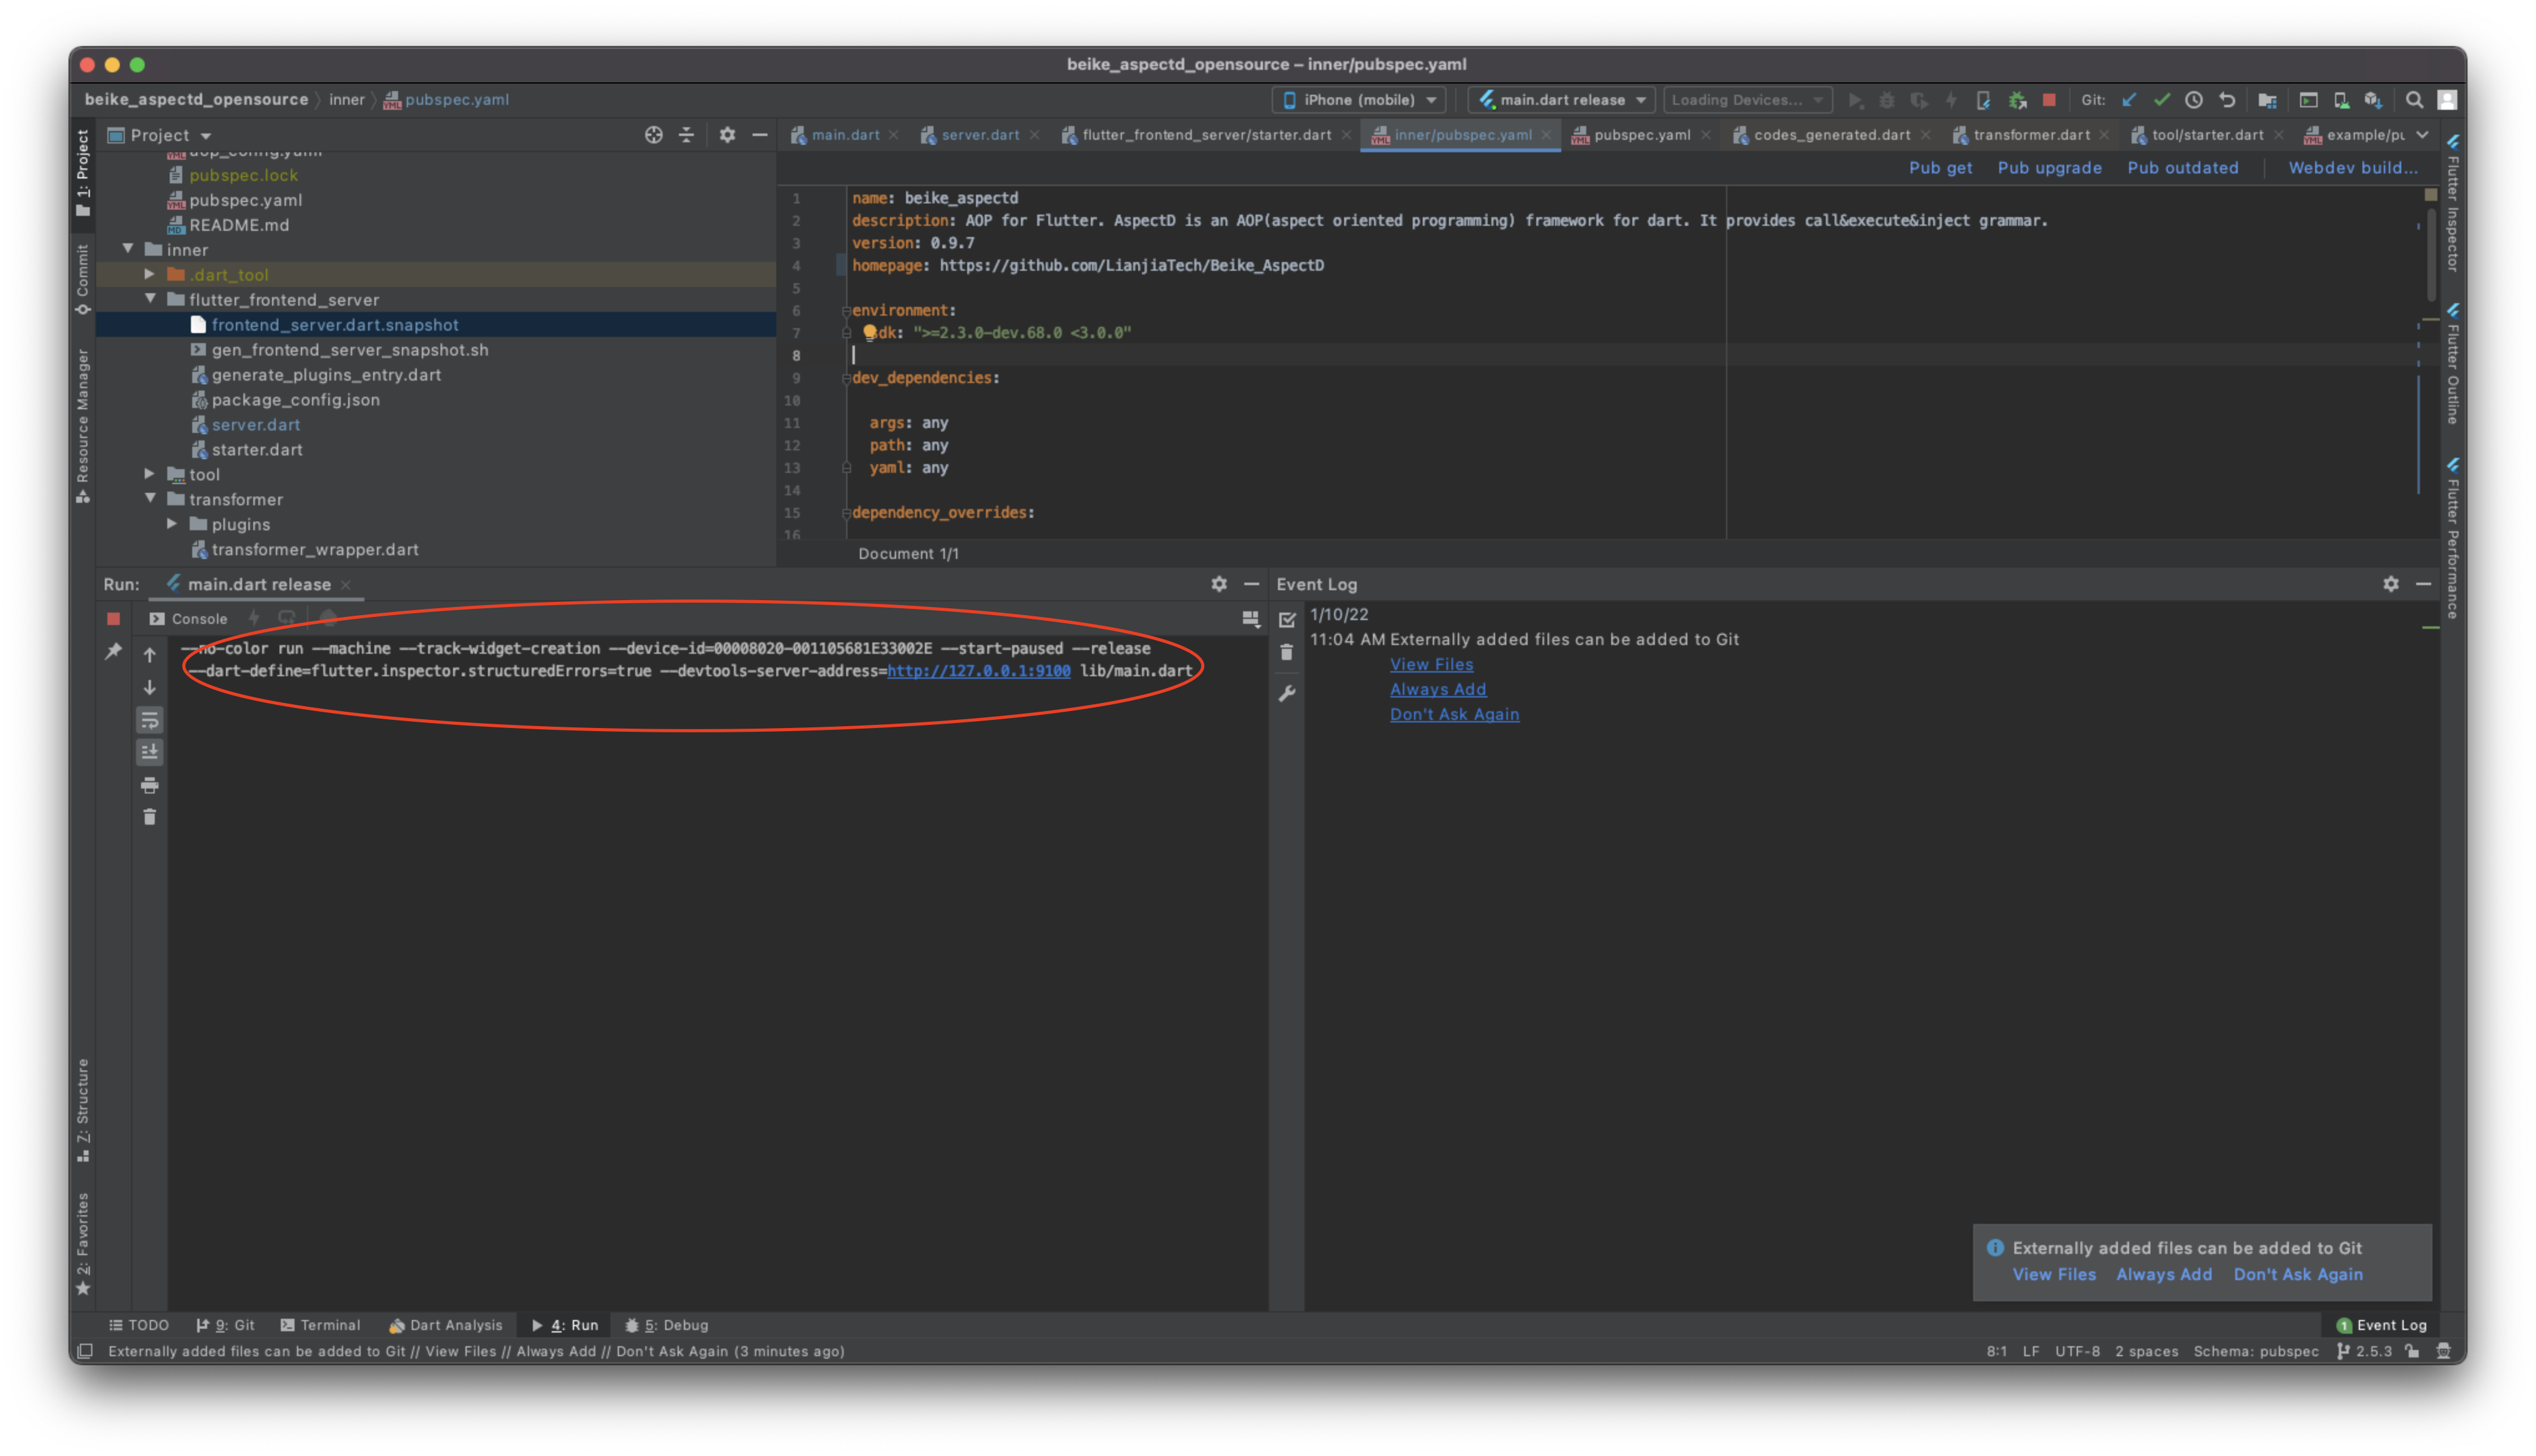 beike_aspectd_opensource – inner/pubspec.yaml
beike_aspectd_opensource inner pubspec.yaml
iPhone (mobile) main.dart release Loading Devices... Git:
1: Project
Commit
Resource Manager
7: Structure
2: Favorites
Project
aop_config.yaml
pubspec.lock
pubspec.yaml
README.md
inner
.dart_tool
flutter_frontend_server
frontend_server.dart.snapshot
gen_frontend_server_snapshot.sh
generate_plugins_entry.dart
package_config.json
server.dart
starter.dart
tool
transformer
plugins
transformer_wrapper.dart
main.dart server.dart flutter_frontend_server/starter.dart inner/pubspec.yaml pubspec.yaml codes_generated.dart transformer.dart tool/starter.dart example/pu
Pub get Pub upgrade Pub outdated Webdev build...
1 name: beike_aspectd
2 description: AOP for Flutter. AspectD is an AOP(aspect oriented programming) framework for dart. It provides call&execute&inject grammar.
3 version: 0.9.7
4 homepage: https://github.com/LianjiaTech/Beike_AspectD
5
6 environment:
7 sdk: ">=2.3.0-dev.68.0 <3.0.0"
8
9 dev_dependencies:
10
11 args: any
12 path: any
13 yaml: any
14
15 dependency_overrides:
16
Document 1/1
Flutter Inspector
Flutter Outline
Flutter Performance
Run: main.dart release
Console
--no-color run --machine --track-widget-creation --device-id=00008020-001105681E33002E --start-paused --release
--dart-define=flutter.inspector.structuredErrors=true --devtools-server-address=http://127.0.0.1:9100 lib/main.dart
Event Log
1/10/22
11:04 AM Externally added files can be added to Git
View Files
Always Add
Don't Ask Again
Externally added files can be added to Git
View Files Always Add Don't Ask Again
TODO 9: Git Terminal Dart Analysis 4: Run 5: Debug 1 Event Log
Externally added files can be added to Git // View Files // Always Add // Don't Ask Again (3 minutes ago) 8:1 LF UTF-8 2 spaces Schema: pubspec 2.5.3